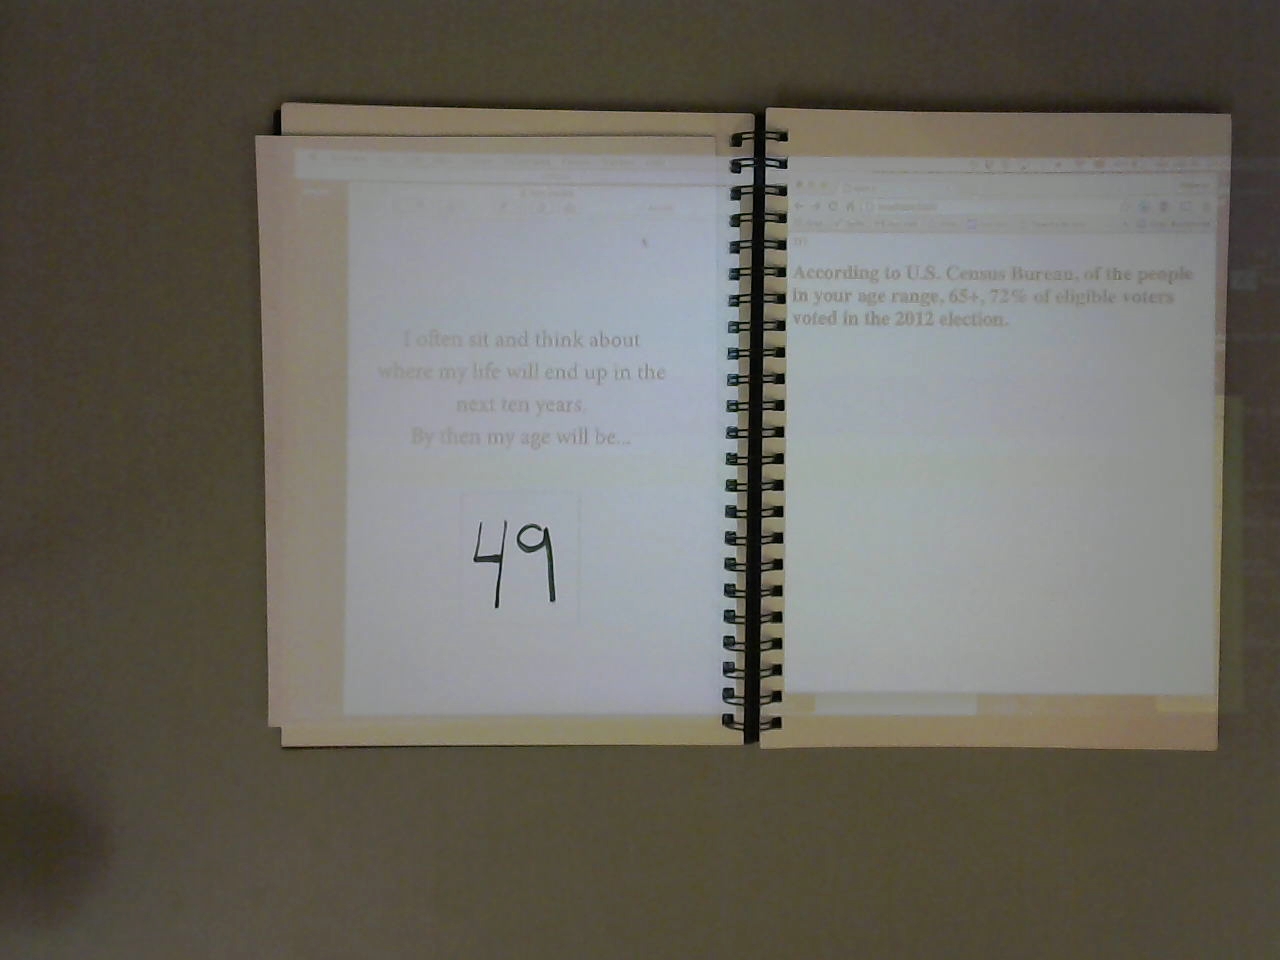 I often sit and think about
where my life will end up in the
next ten years.
By then my age will be...
49
According to U.S. Census Bureau, of the people
in your age range, 65+, 72% of eligible voters
voted in the 2012 election.